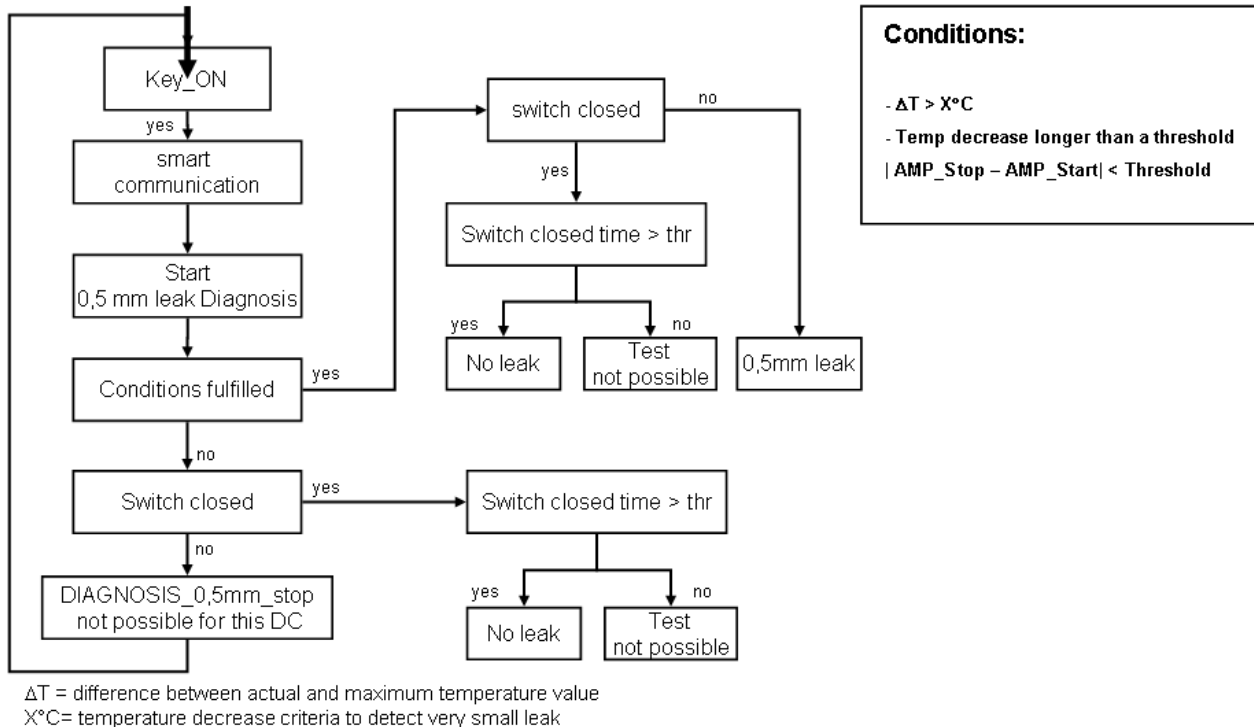 Key_ON
yes
smart
communication
Start
0,5 mm leak Diagnosis
Conditions fulfilled
yes
no
Switch closed
yes
no
DIAGNOSIS_0,5mm_stop
not possible for this DC
switch closed
no
yes
Switch closed time > thr
yes
no
No leak
Test
not possible
0,5mm leak
Switch closed time > thr
yes
no
No leak
Test
not possible
Conditions:
- ΔT > X°C
- Temp decrease longer than a threshold
| AMP_Stop – AMP_Start| < Threshold
ΔT = difference between actual and maximum temperature value
X°C= temperature decrease criteria to detect very small leak